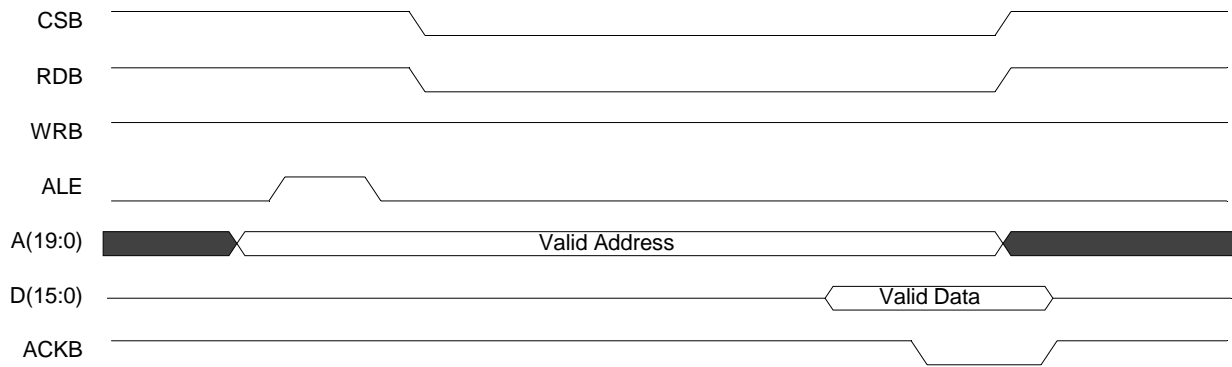 CSB
RDB
WRB
ALE
A(19:0)
Valid Address
D(15:0)
Valid Data
ACKB